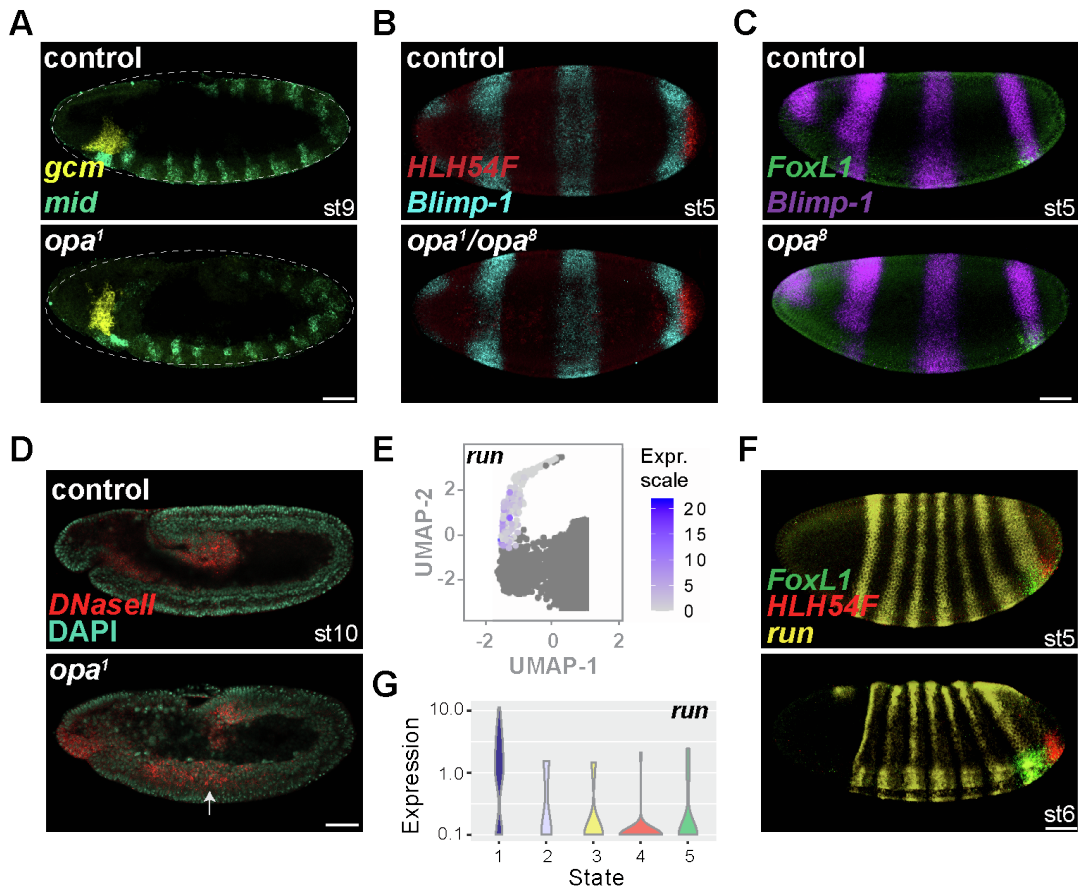 A
control
gcm
mid
st9
opa¹
B
control
HLH54F
Blimp-1
st5
opa¹/opa⁸
C
control
FoxL1
Blimp-1
st5
opa⁸
D
control
DNaseII
DAPI
st10
opa¹
E
run
UMAP-2
2
0
-2
-2 0 2
UMAP-1
Expr.
scale
20
15
10
5
0
F
FoxL1
HLH54F
run
st5
st6
G
run
Expression
10.0
1.0
0.1
1 2 3 4 5
State